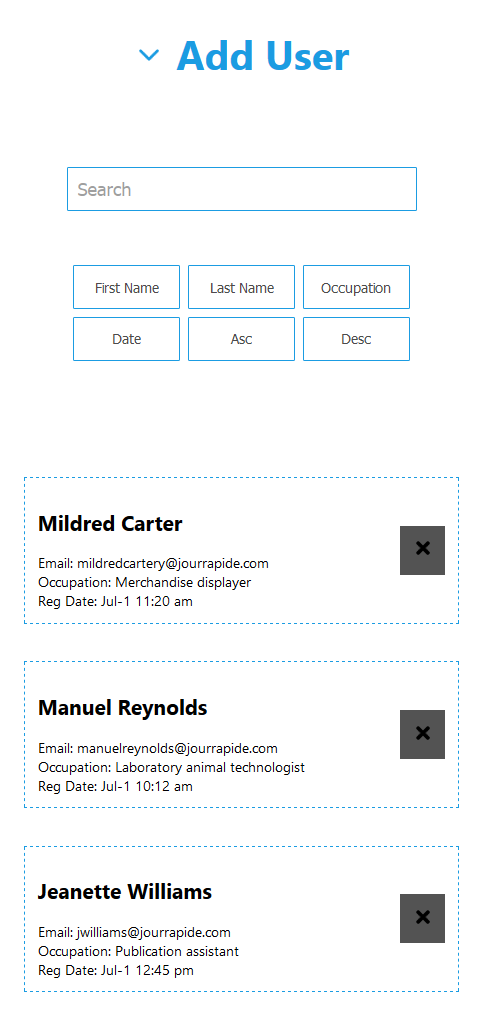 Add User
Search
First Name
Last Name
Occupation
Date
Asc
Desc
Mildred Carter
Email: mildredcartery@jourrapide.com
Occupation: Merchandise displayer
Reg Date: Jul-1 11:20 am
Manuel Reynolds
Email: manuelreynolds@jourrapide.com
Occupation: Laboratory animal technologist
Reg Date: Jul-1 10:12 am
Jeanette Williams
Email: jwilliams@jourrapide.com
Occupation: Publication assistant
Reg Date: Jul-1 12:45 pm